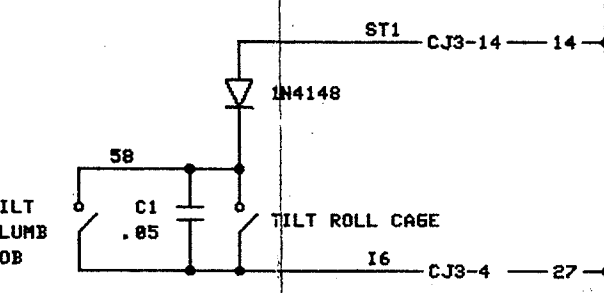 ST1
CJ3-14 14
1N4148
58
ILT
C1
LUMB
.05
TILT ROLL CAGE
OB
I6
CJ3-4 27